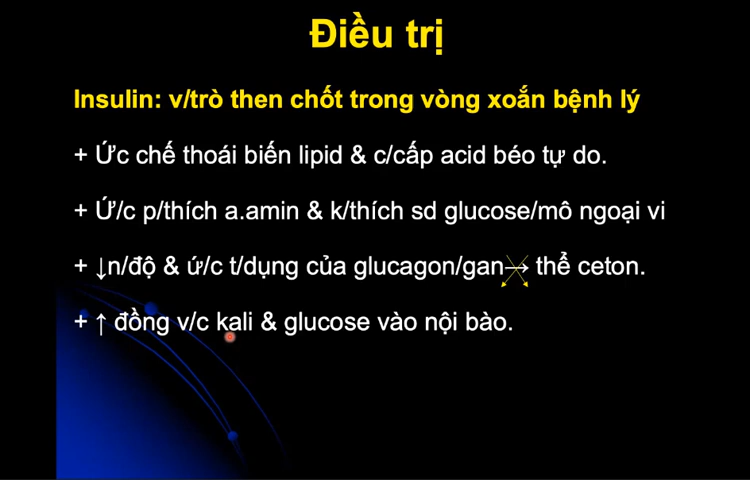 Điều trị
Insulin: v/trò then chốt trong vòng xoắn bệnh lý
+ Ức chế thoái biến lipid & c/cấp acid béo tự do.
+ Ứ/c p/thích a.amin & k/thích sd glucose/mô ngoại vi
+ ↓n/độ & ứ/c t/dụng của glucagon/gan→ thể ceton.
+ ↑ đồng v/c kali & glucose vào nội bào.